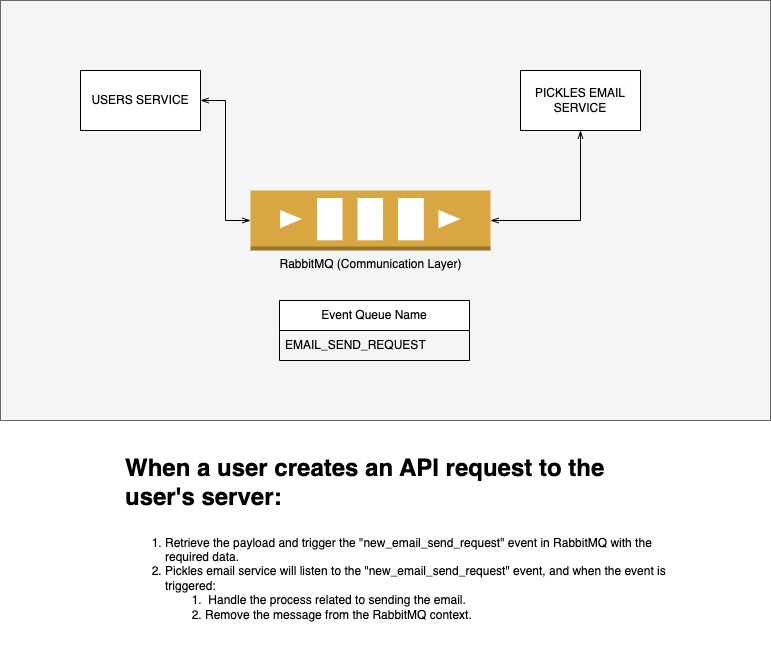 USERS SERVICE
PICKLES EMAIL
SERVICE
RabbitMQ (Communication Layer)
Event Queue Name
EMAIL_SEND_REQUEST
When a user creates an API request to the
user's server:
1. Retrieve the payload and trigger the "new_email_send_request" event in RabbitMQ with the
required data.
2. Pickles email service will listen to the "new_email_send_request" event, and when the event is
triggered:
1. Handle the process related to sending the email.
2. Remove the message from the RabbitMQ context.